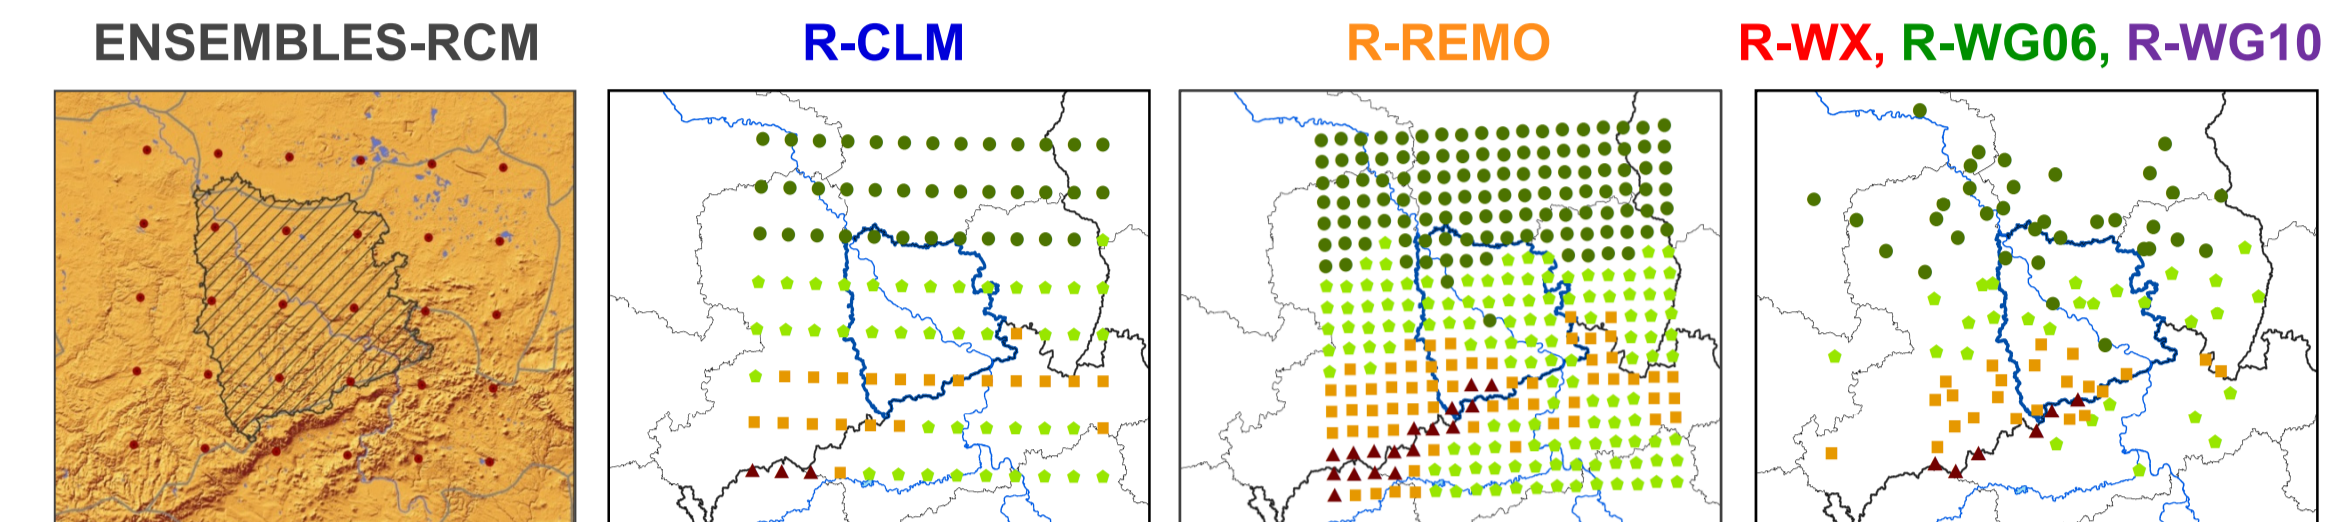 ENSEMBLES-RCM R-CLM R-REMO R-WX, R-WG06, R-WG10